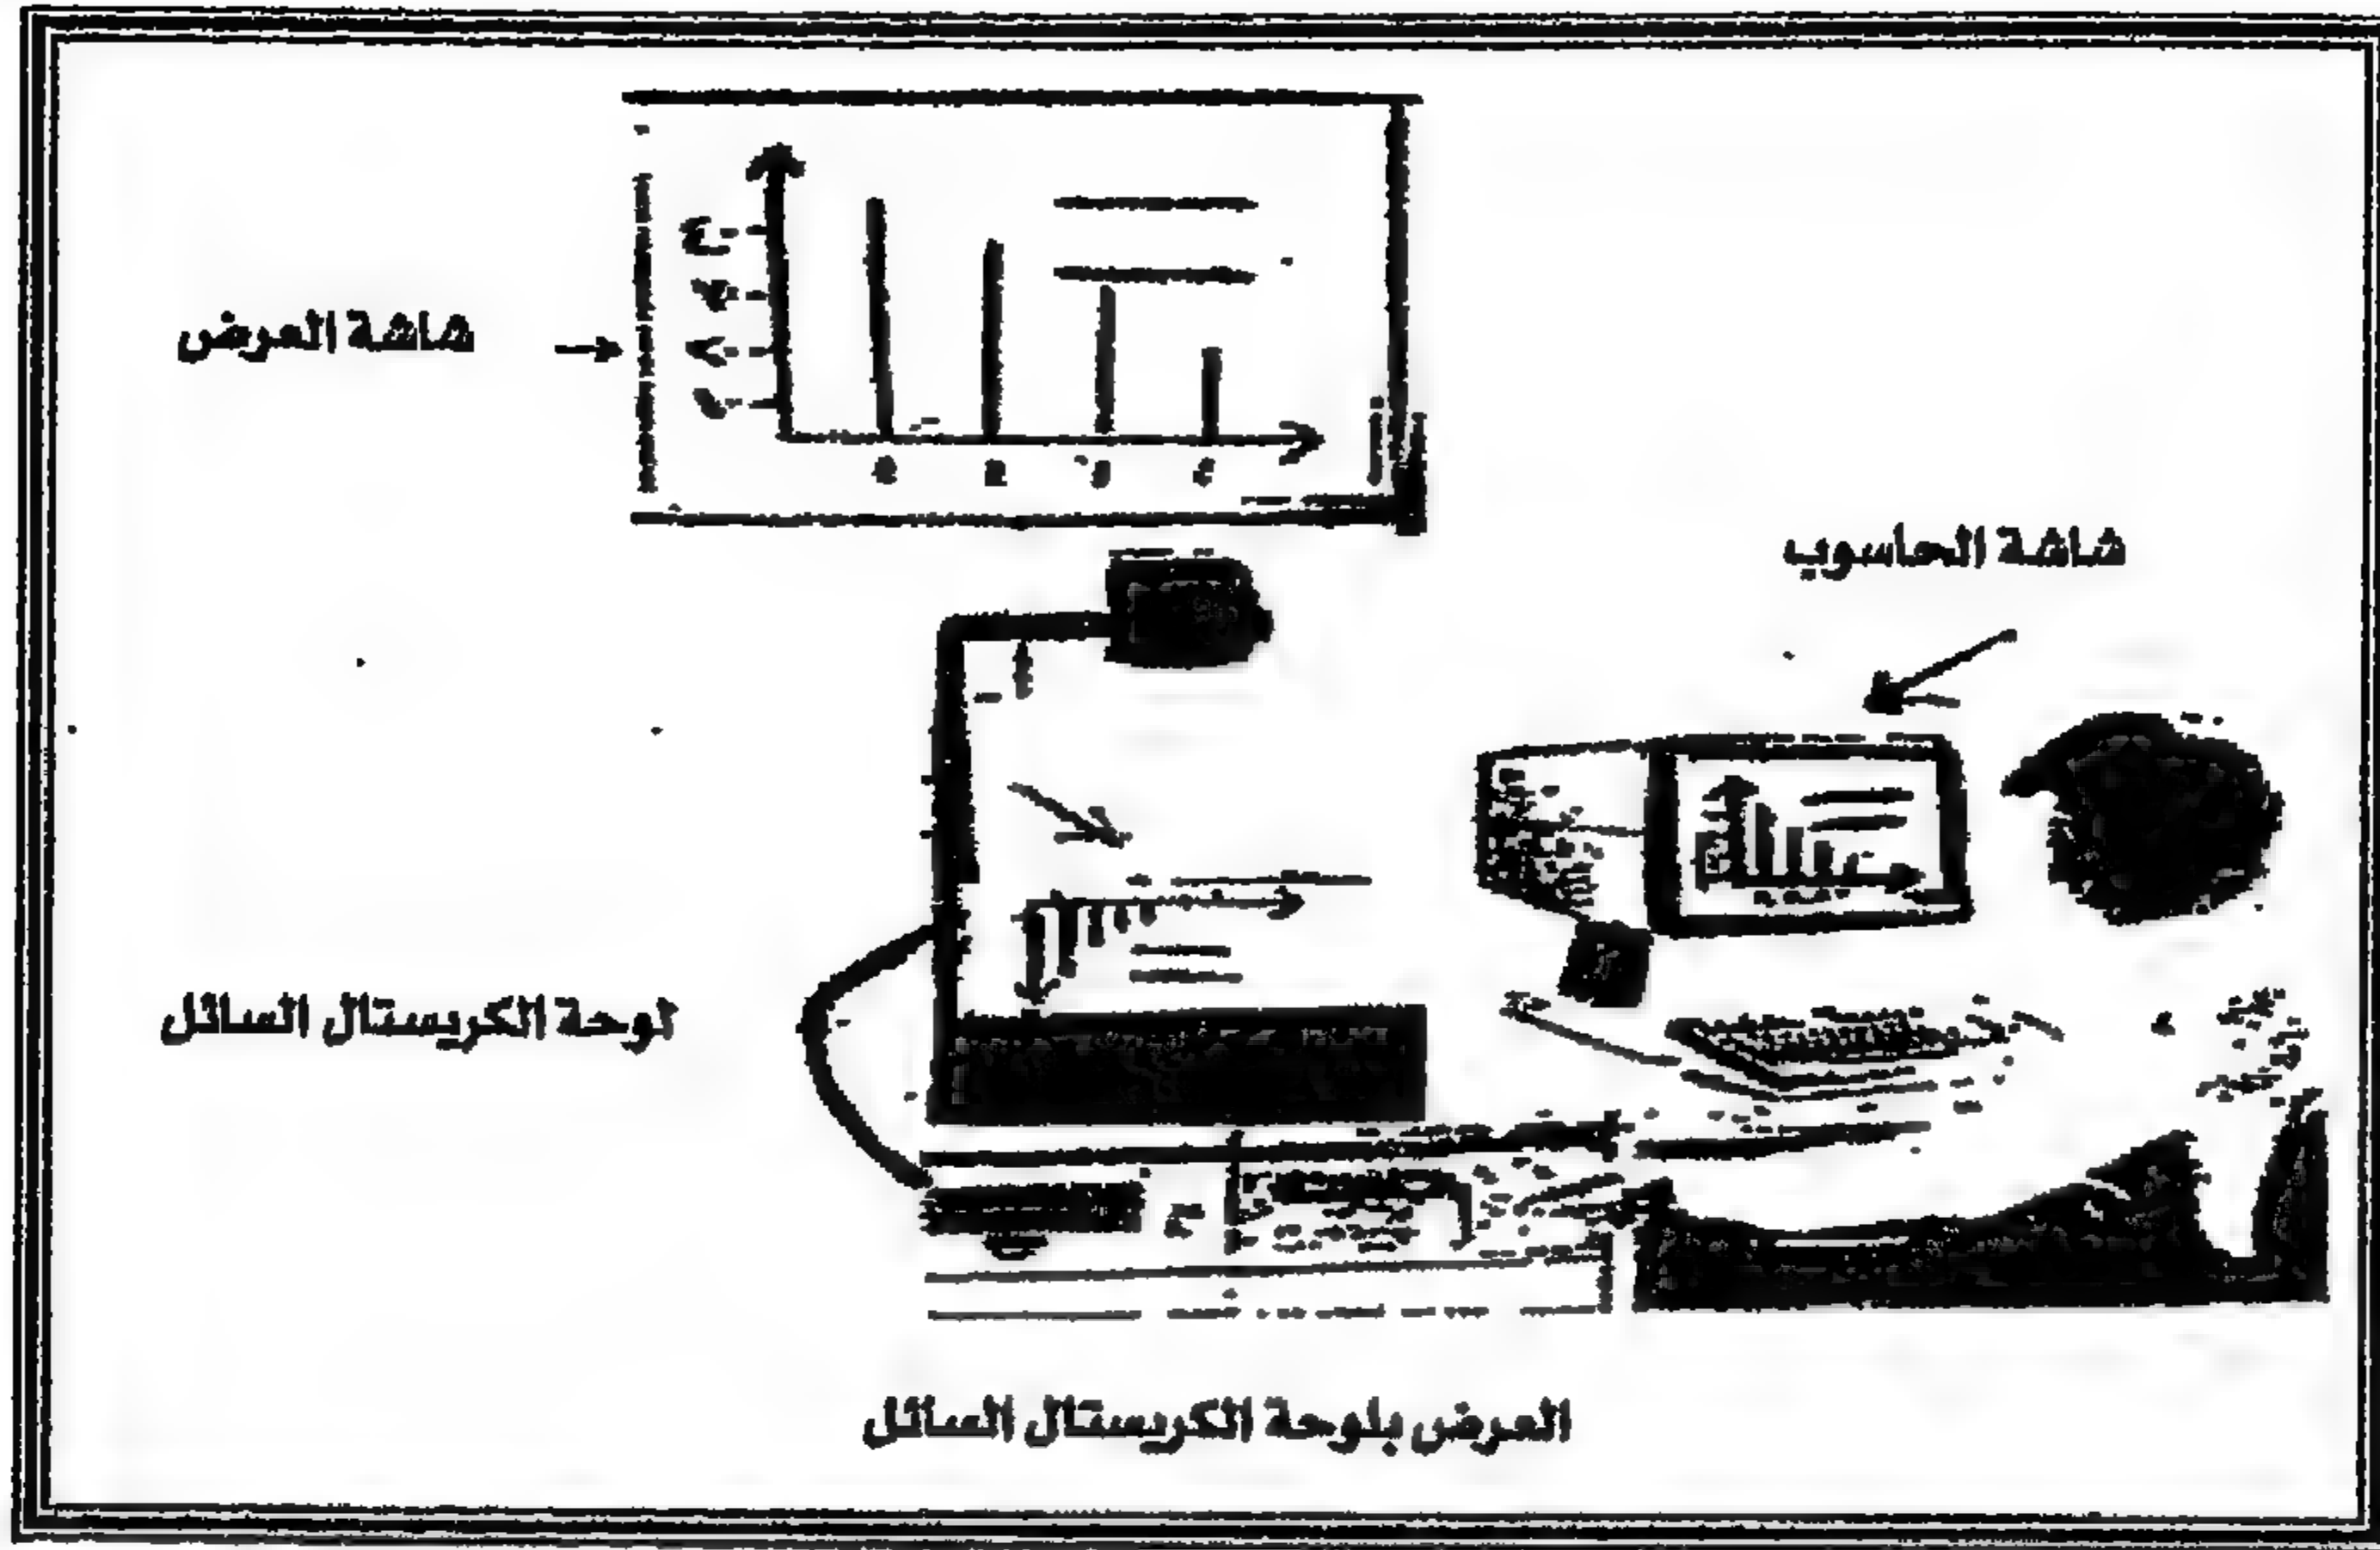 شاشة العرض
شاشة الحاسوب
لوحة الكريستال السائل
العرض بلوحة الكريستال السائل